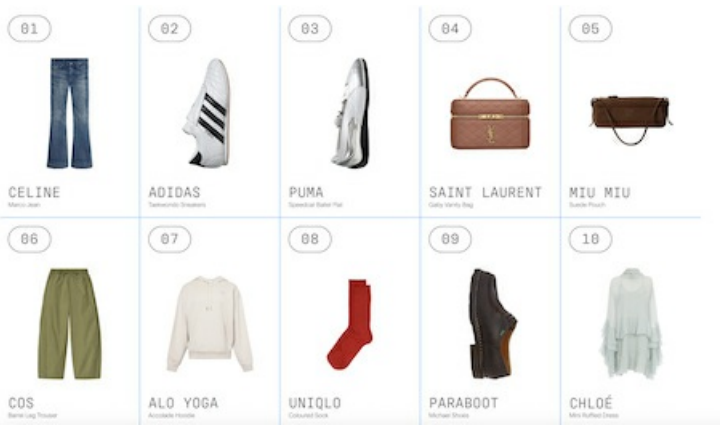 01
02
03
04
05
CELINE
Marco Jean
ADIDAS
Taekwondo Sneakers
PUMA
Speedcat Ballet Flat
SAINT LAURENT
Gaby Vanity Bag
MIU MIU
Suede Pouch
06
07
08
09
10
COS
Barrel Leg Trouser
ALO YOGA
Accolade Hoodie
UNIQLO
Coloured Sock
PARABOOT
Michael Shoes
CHLOÉ
Mini Ruffled Dress